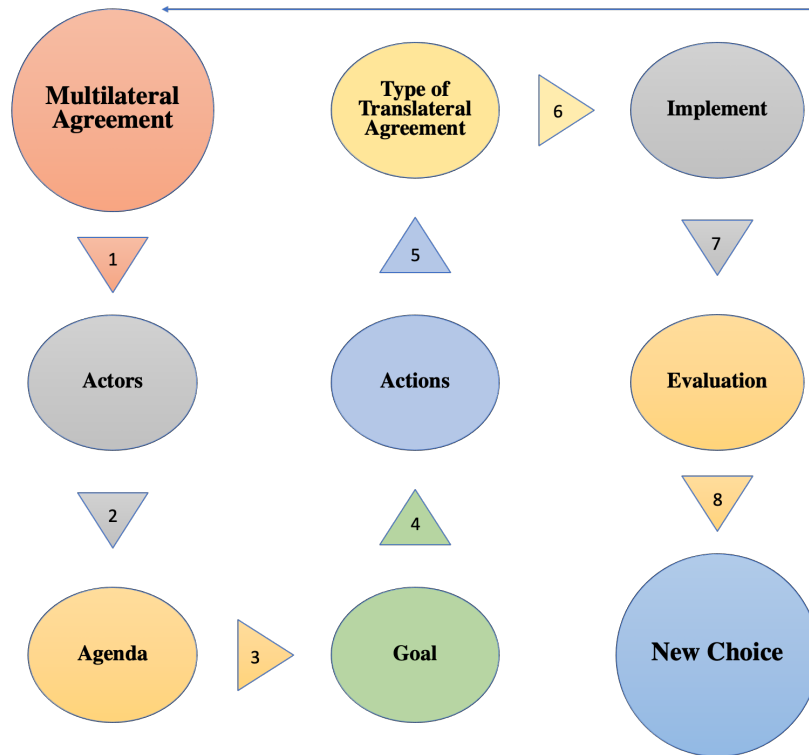 Multilateral
Agreement
1
Actors
2
Agenda
3
Goal
4
Actions
5
Type of
Translateral
Agreement
6
Implement
7
Evaluation
8
New Choice